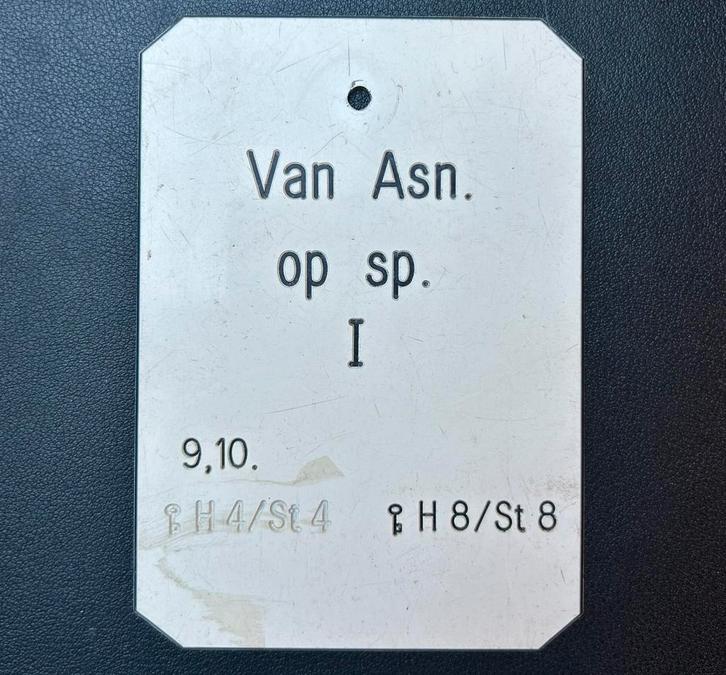 Van Asn.
op sp.
I
9,10.
H 4/St 4 H 8/St 8